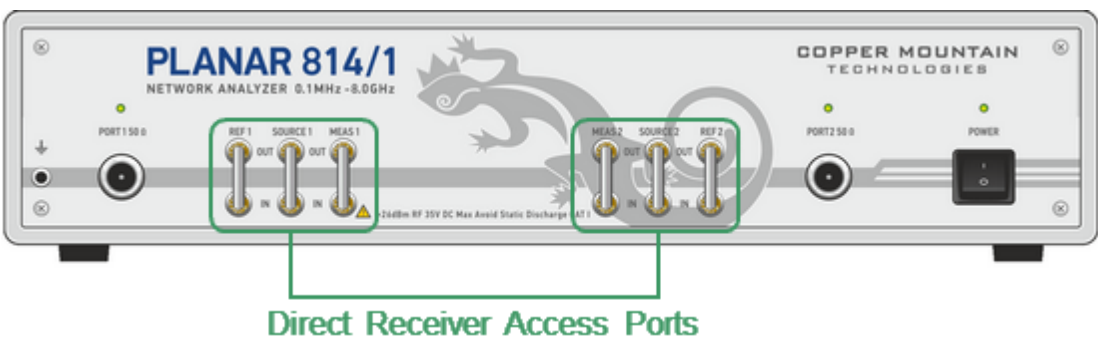 PLANAR 814/1
NETWORK ANALYZER 0.1MHz -8.0GHz
COPPER MOUNTAIN
TECHNOLOGIES
PORT 1 50 Ω
REF 1 SOURCE 1 MEAS 1
MEAS 2 SOURCE 2 REF 2
PORT 2 50 Ω
POWER
OUT OUT
OUT OUT
IN IN
IN IN
+26dBm RF 35V DC Max Avoid Static Discharge CAT I
Direct Receiver Access Ports